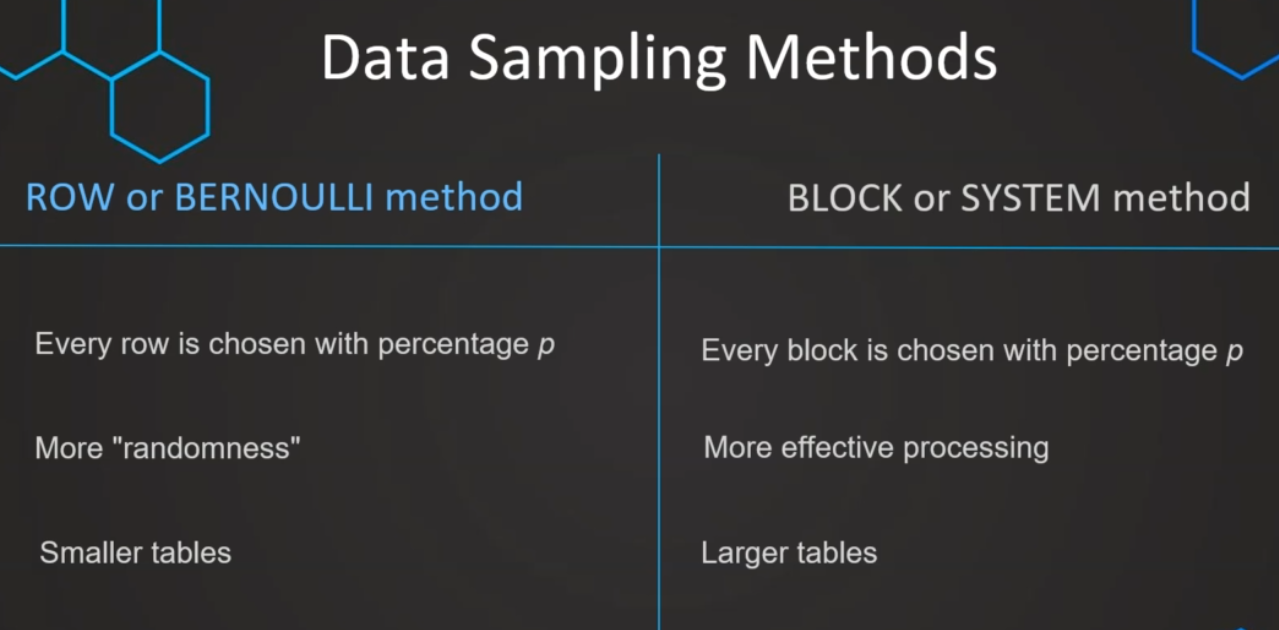 Data Sampling Methods
ROW or BERNOULLI method
BLOCK or SYSTEM method
Every row is chosen with percentage p
Every block is chosen with percentage p
More "randomness"
More effective processing
Smaller tables
Larger tables